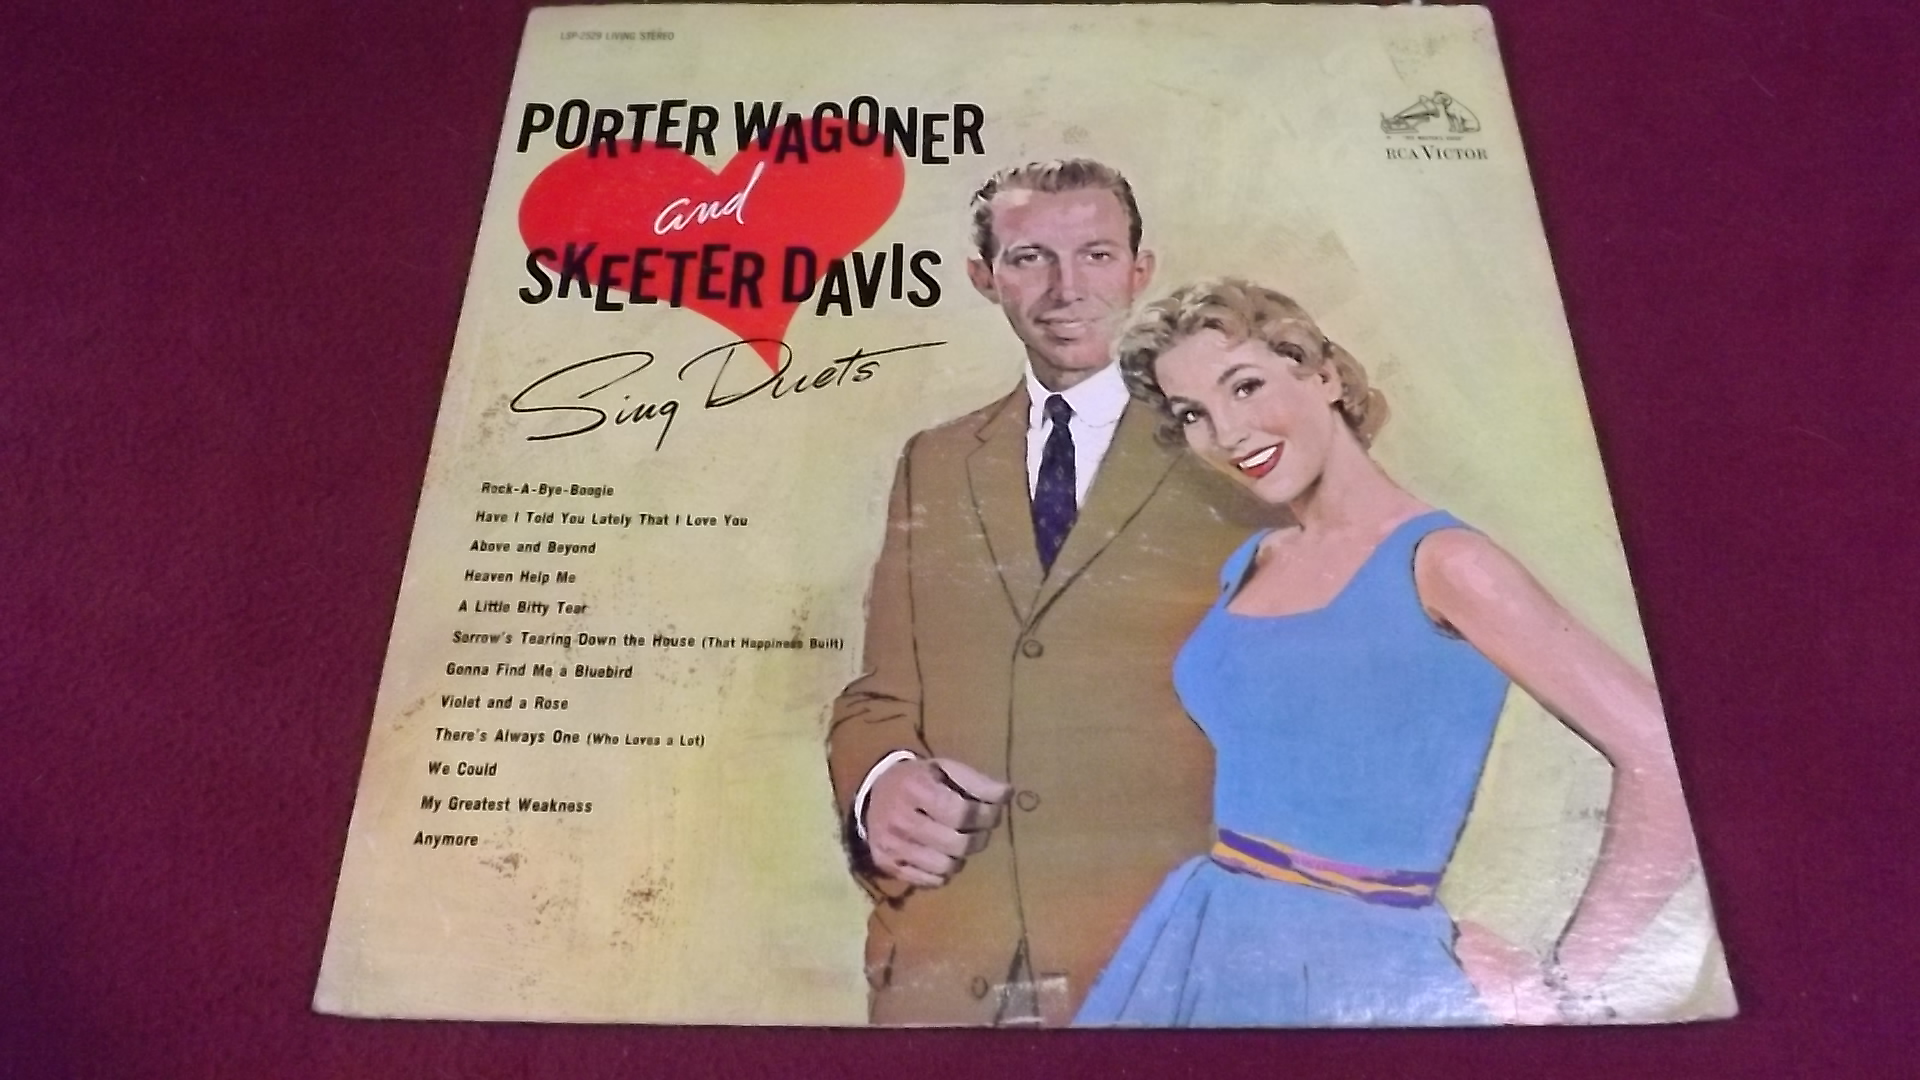 LSP-2529 LIVING STEREO
PORTER WAGONER
and
SKEETER DAVIS
Sing Duets
RCA VICTOR
Rock-A-Bye-Boogie
Have I Told You Lately That I Love You
Above and Beyond
Heaven Help Me
A Little Bitty Tear
Sorrow's Tearing Down the House (That Happiness Built)
Gonna Find Me a Bluebird
Violet and a Rose
There's Always One (Who Loves a Lot)
We Could
My Greatest Weakness
Anymore